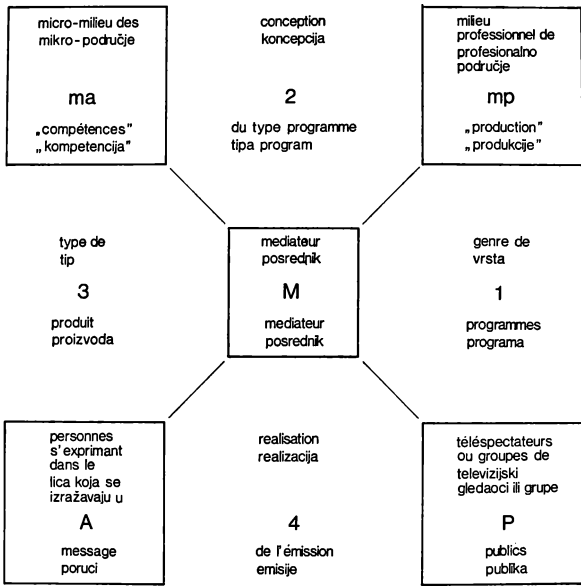 micro-milieu des
mikro-područje
ma
„compétences”
„kompetencija”
conception
koncepcija
2
du type programme
tipa program
milieu
professionnel de
profesionalno
područje
mp
„production”
„produkcije”
type de
tip
3
produit
proizvoda
mediateur
posrednik
M
mediateur
posrednik
genre de
vrsta
1
programmes
programa
personnes
s'exprimant
dans le
lica koja se
izražavaju u
A
message
poruci
realisation
realizacija
4
de l'émission
emisije
téléspectateurs
ou groupes de
televizijski
gledaoci ili grupe
P
publics
publika